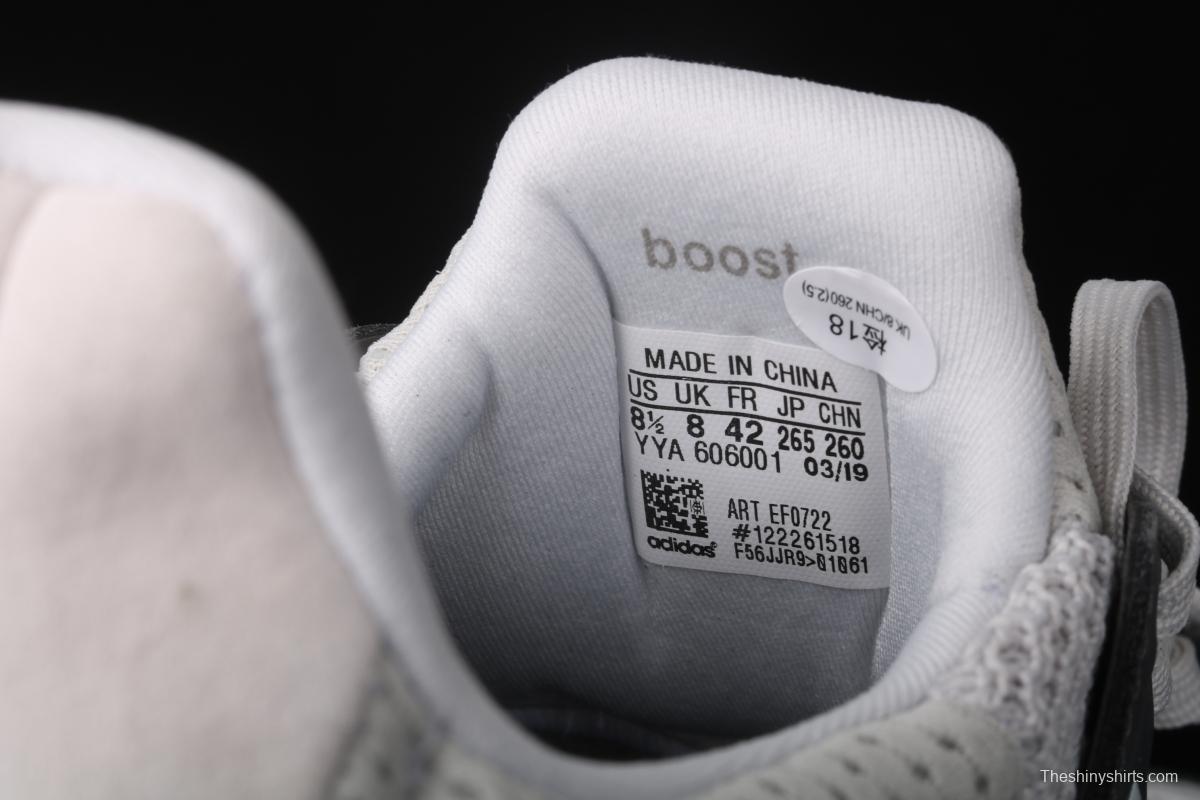 boost
UK 8/CHN 260(2.5)
检18
MADE IN CHINA
US UK FR JP CHN
8½ 8 42 265 260
YYA 606001 03/19
ART EF0722
#122261518
adidas
F56JJR9>01061
Theshinyshirts.com